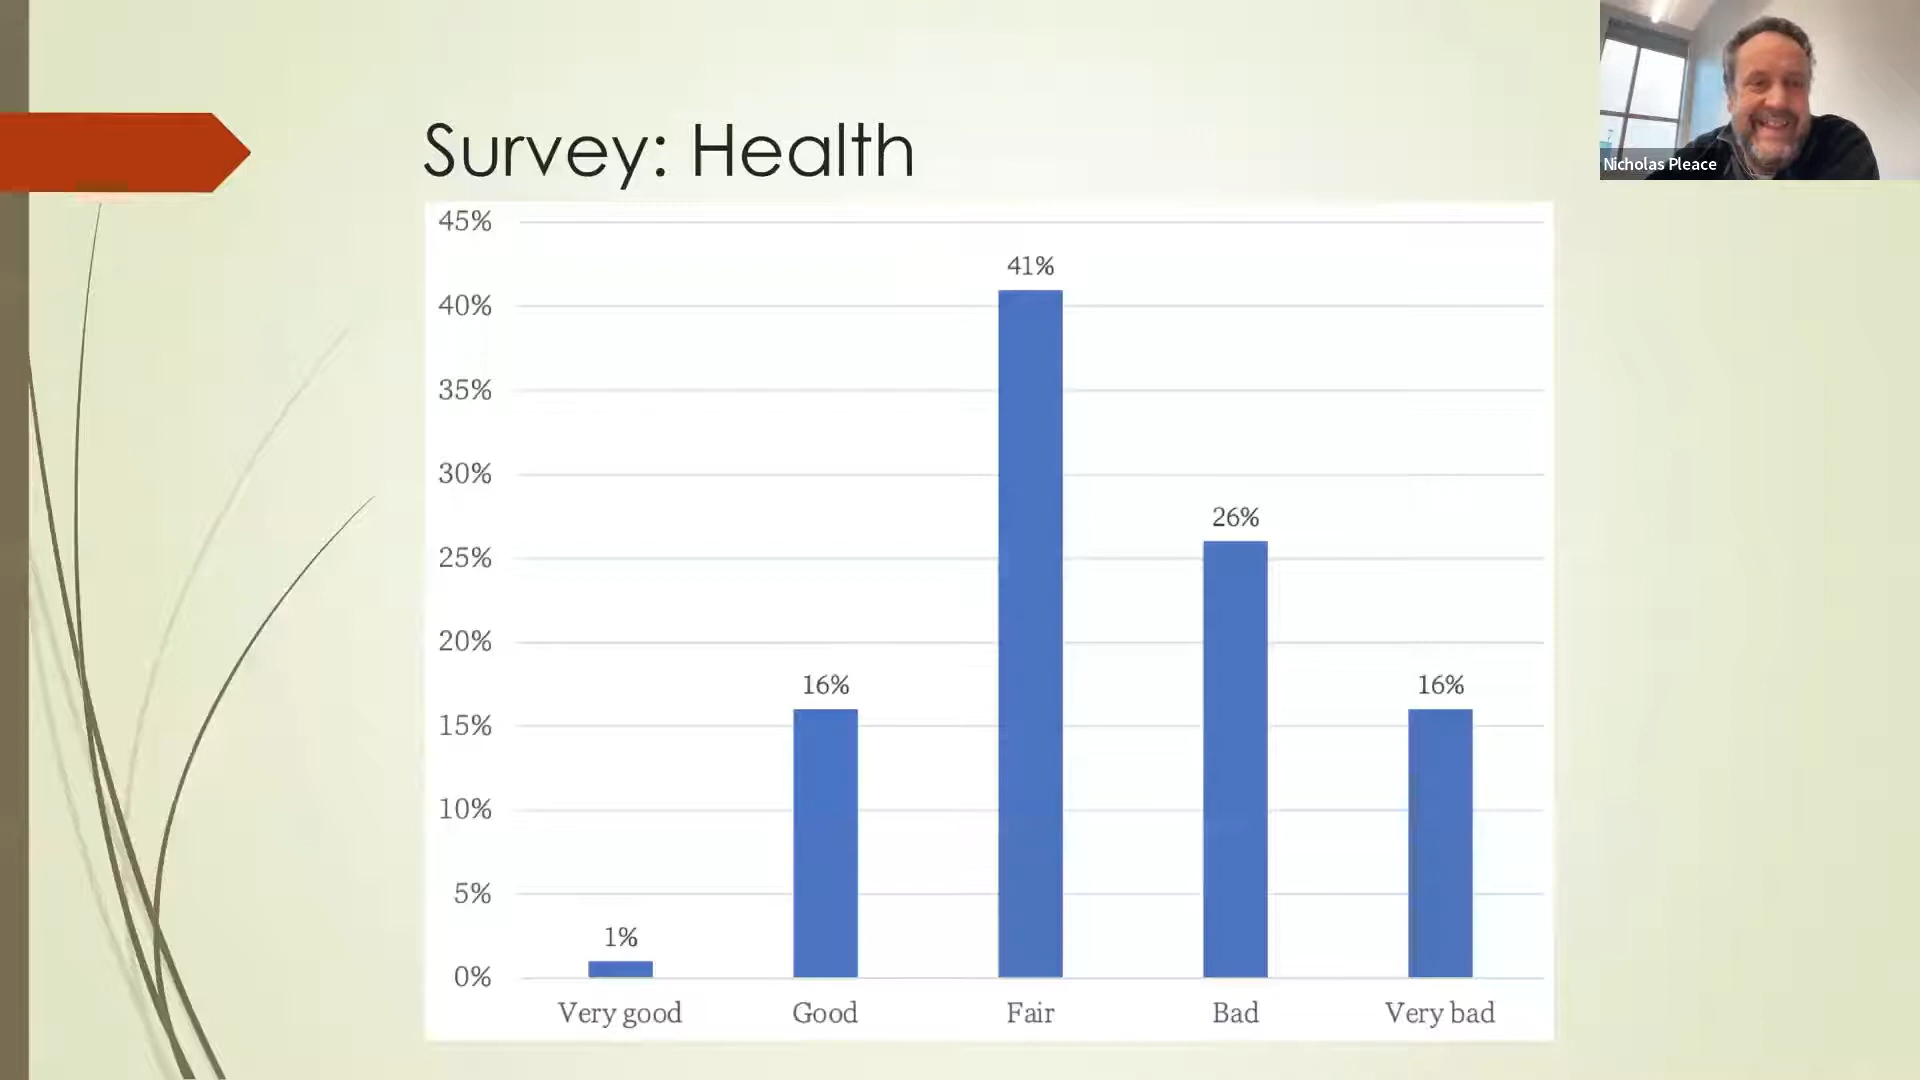 Survey: Health
Nicholas Pleace
45%
40%
35%
30%
25%
20%
15%
10%
5%
0%
1%
16%
41%
26%
16%
Very good
Good
Fair
Bad
Very bad